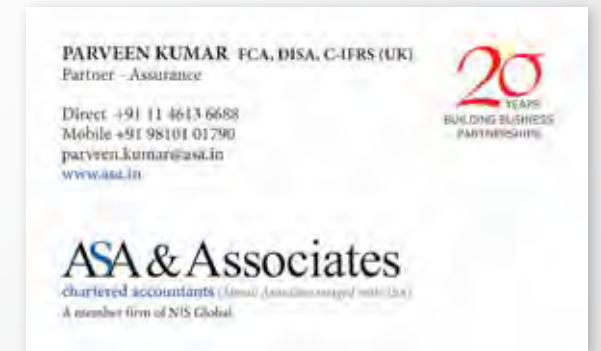 PARVEEN KUMAR FCA, DISA, C-IFRS (UK)
Partner - Assurance
Direct +91 11 4613 6688
Mobile +91 98101 01790
parveen.kumar@asa.in
www.asa.in
20
YEARS
BUILDING BUSINESS
PARTNERSHIPS
ASA & Associates
chartered accountants
A member firm of NIS Global